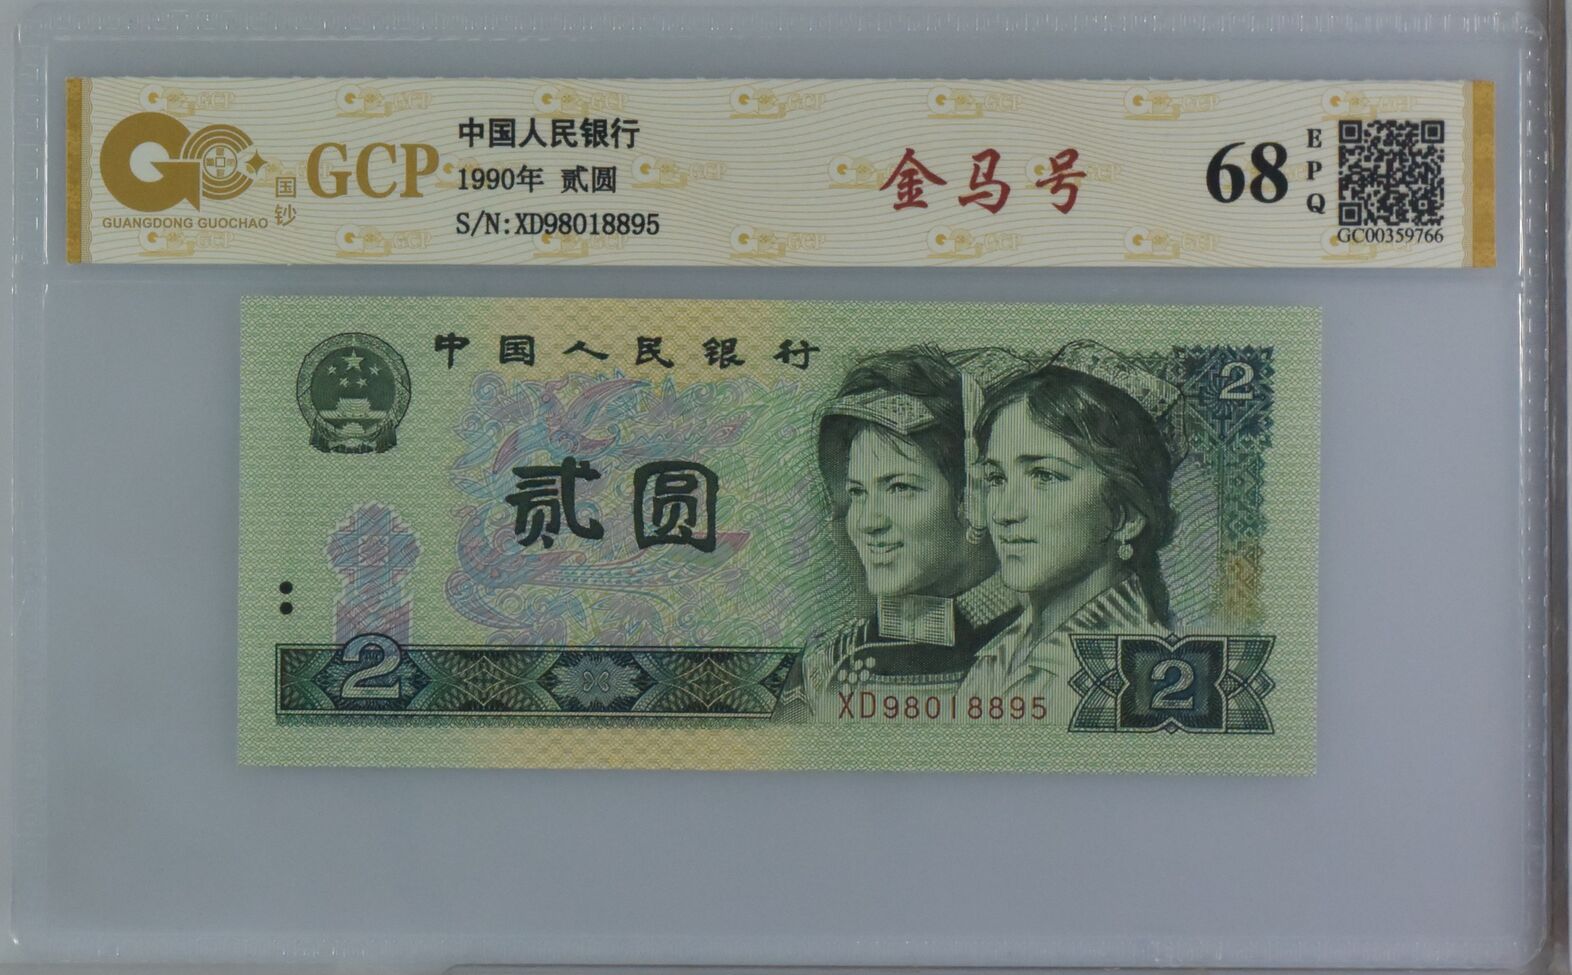 GCP
GUANGDONG GUOCHAO
国钞
GCP
中国人民银行
1990年 贰圆
S/N:XD98018895
金马号
68
EPQ
GC00359766
中国人民银行
2
贰圆
2
XD98018895
2